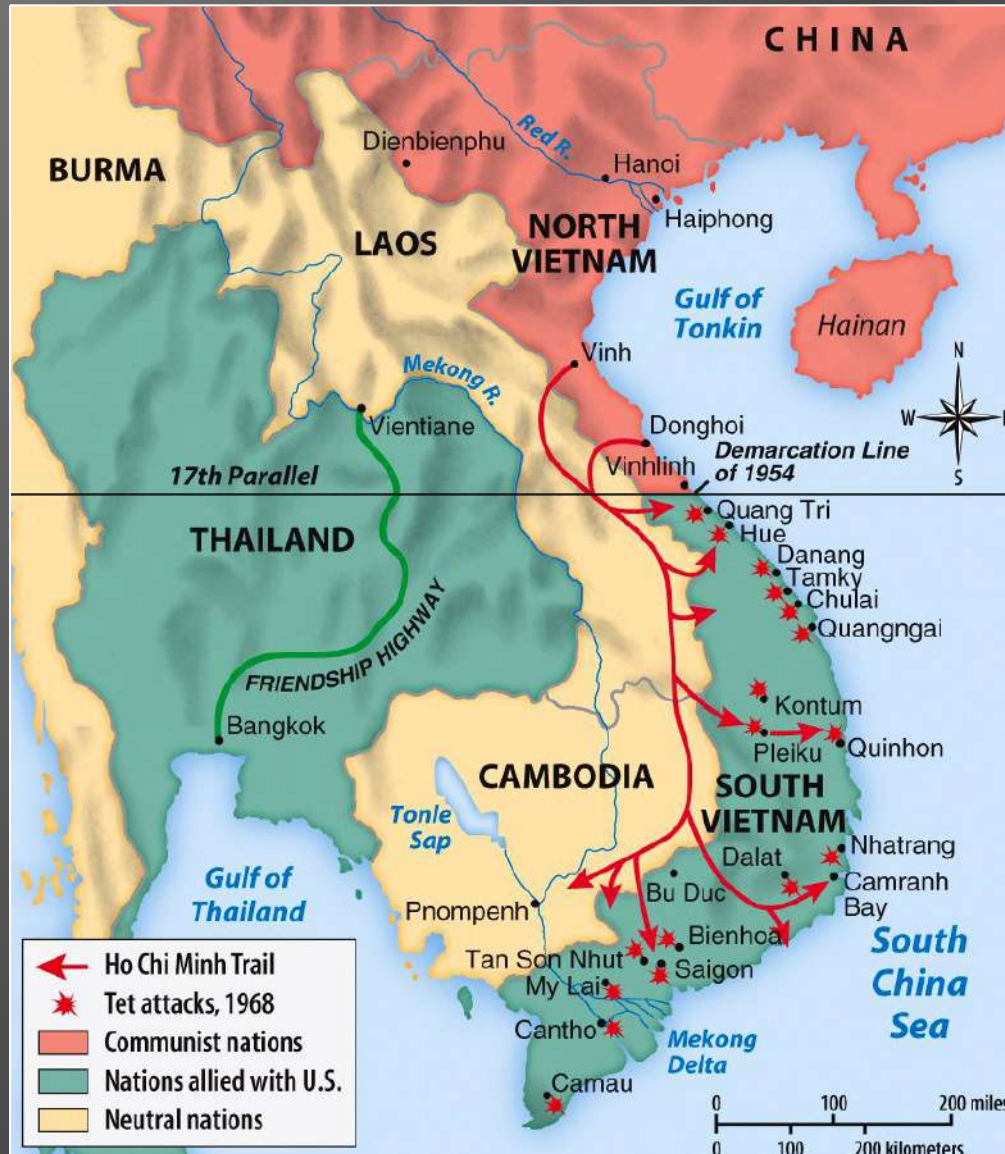 CHINA
Red R.
Dienbienphu
Hanoi
BURMA
Haiphong
LAOS
NORTH
VIETNAM
Gulf of
Tonkin
Hainan
Vinh
N
W
S
Mekong R.
Vientiane
Donghoi
Demarcation Line
of 1954
Vinhlinh
17th Parallel
Quang Tri
Hue
THAILAND
Danang
Tamky
Chulai
Quangngai
FRIENDSHIP HIGHWAY
Kontum
Bangkok
Pleiku
Quinhon
CAMBODIA
SOUTH
VIETNAM
Tonle
Sap
Nhatrang
Dalat
Camranh
Bay
Bu Duc
Gulf of
Thailand
Pnompenh
Bienhoa
South
China
Sea
Tan Son Nhut
Saigon
My Lai
Cantho
Mekong
Delta
Camau
Ho Chi Minh Trail
Tet attacks, 1968
Communist nations
Nations allied with U.S.
Neutral nations
0 100 200 miles
0 100 200 kilometers